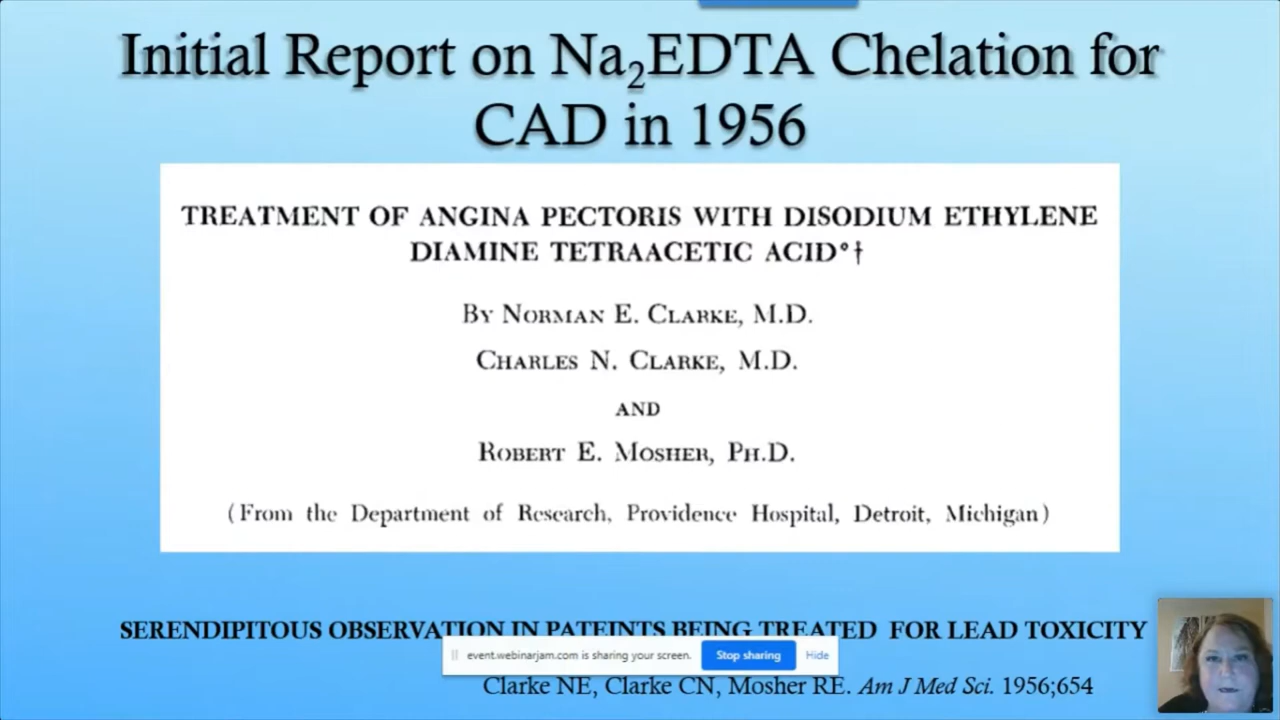 Initial Report on Na₂EDTA Chelation for
CAD in 1956
TREATMENT OF ANGINA PECTORIS WITH DISODIUM ETHYLENE
DIAMINE TETRAACETIC ACID*†
By Norman E. Clarke, M.D.
Charles N. Clarke, M.D.
AND
Robert E. Mosher, Ph.D.
(From the Department of Research, Providence Hospital, Detroit, Michigan)
SERENDIPITOUS OBSERVATION IN PATEINTS BEING TREATED FOR LEAD TOXICITY
event.webinarjam.com is sharing your screen. Stop sharing Hide
Clarke NE, Clarke CN, Mosher RE. Am J Med Sci. 1956;654